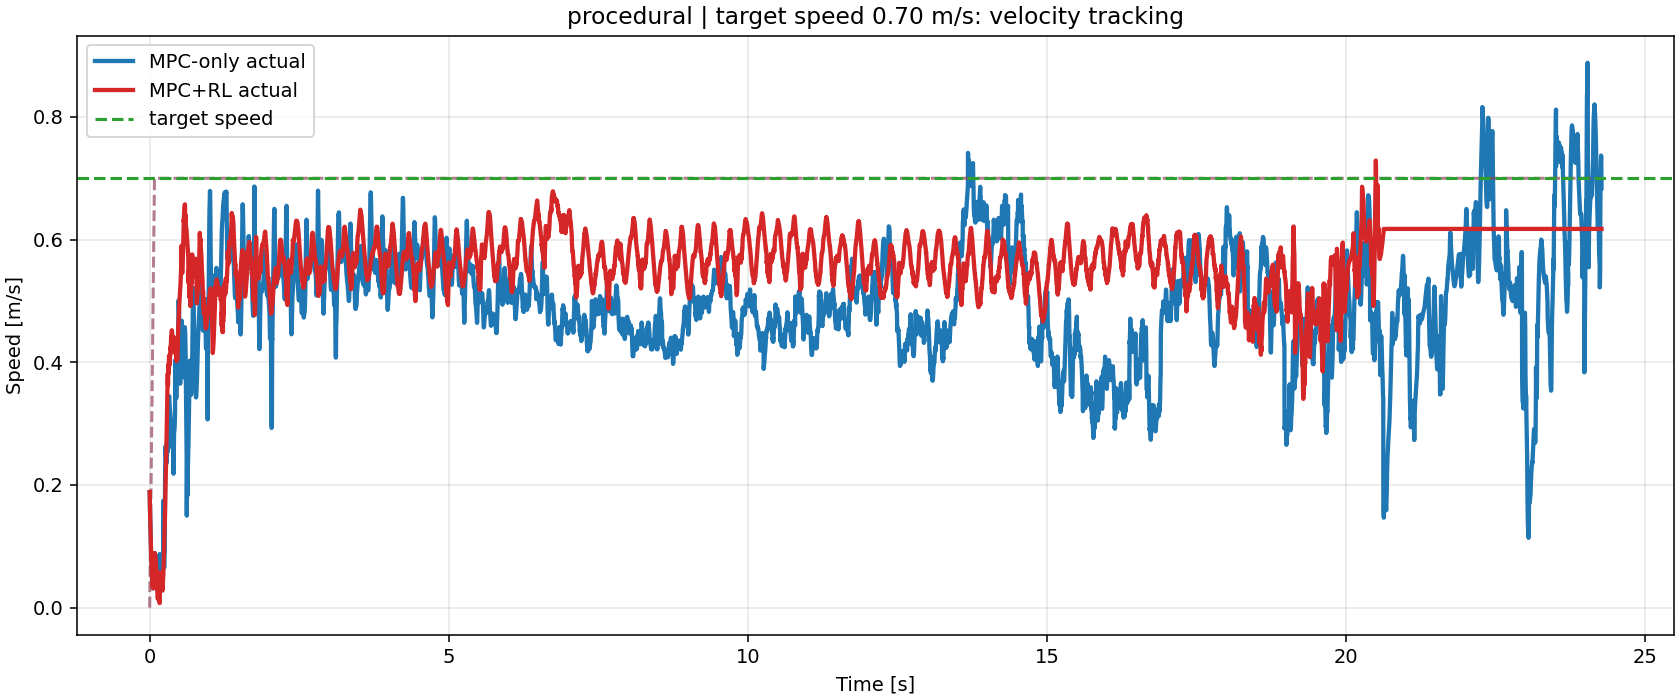 procedural | target speed 0.70 m/s: velocity tracking
MPC-only actual
MPC+RL actual
target speed
Speed [m/s]
0.8
0.6
0.4
0.2
0.0
0 5 10 15 20 25
Time [s]